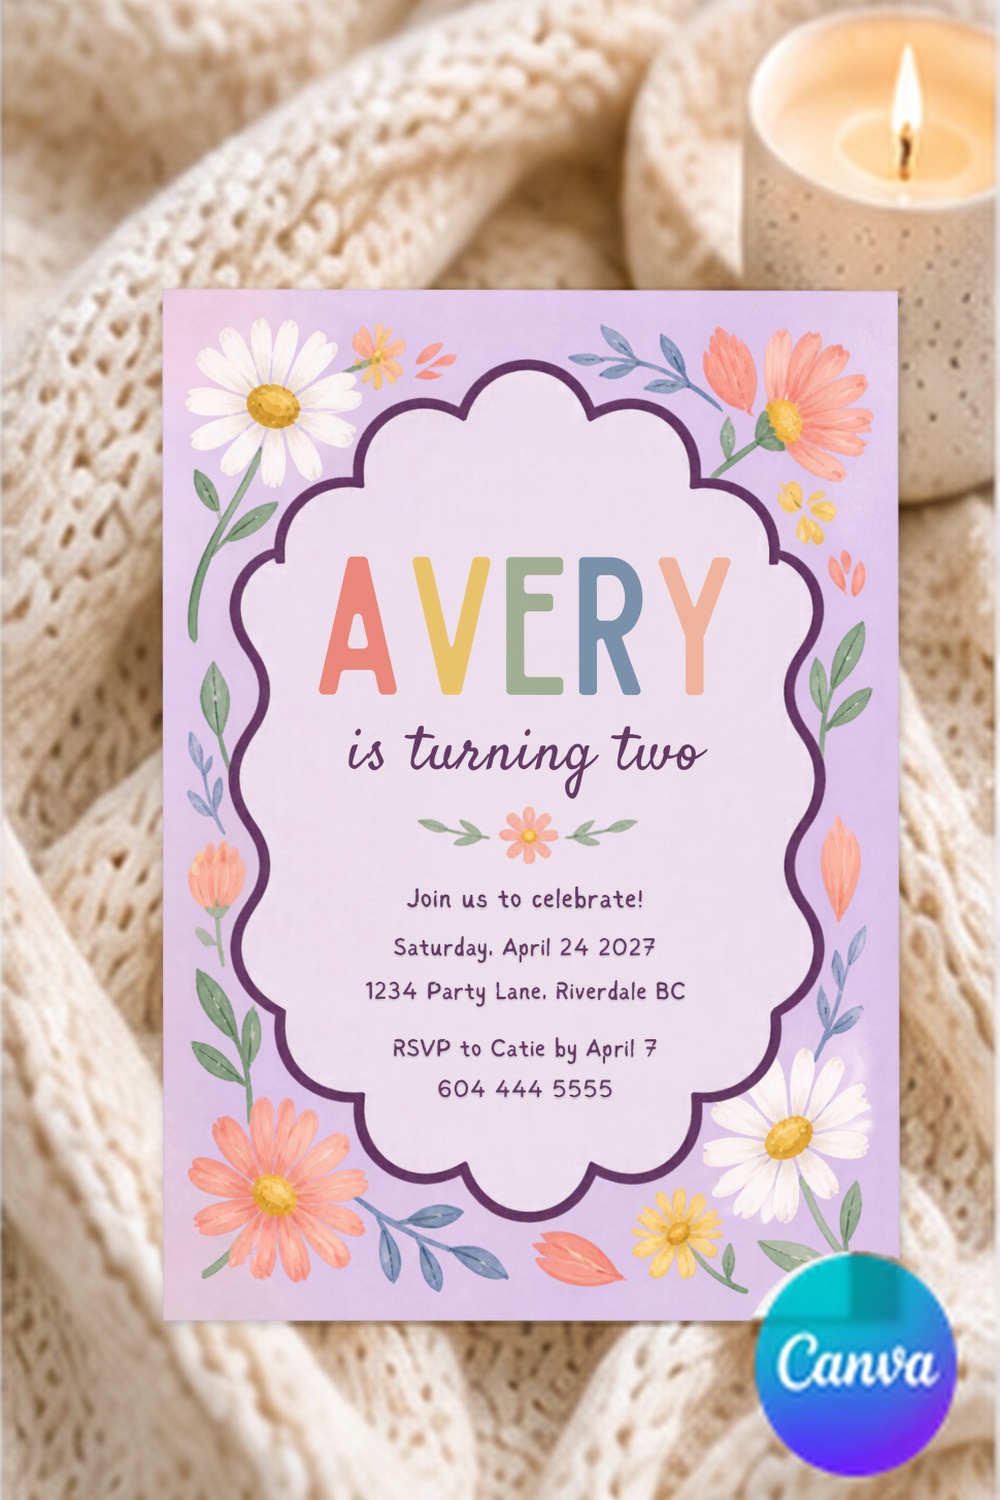 AVERY
is turning two
Join us to celebrate!
Saturday, April 24 2027
1234 Party Lane, Riverdale BC
RSVP to Catie by April 7
604 444 5555
Canva